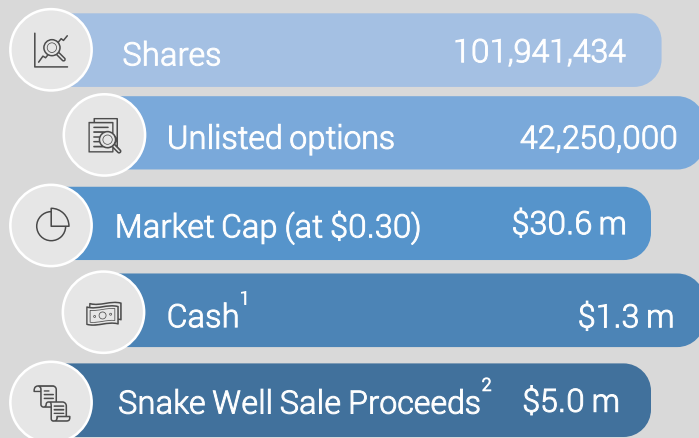 Shares 101,941,434
Unlisted options 42,250,000
Market Cap (at $0.30) $30.6 m
Cash¹ $1.3 m
Snake Well Sale Proceeds² $5.0 m